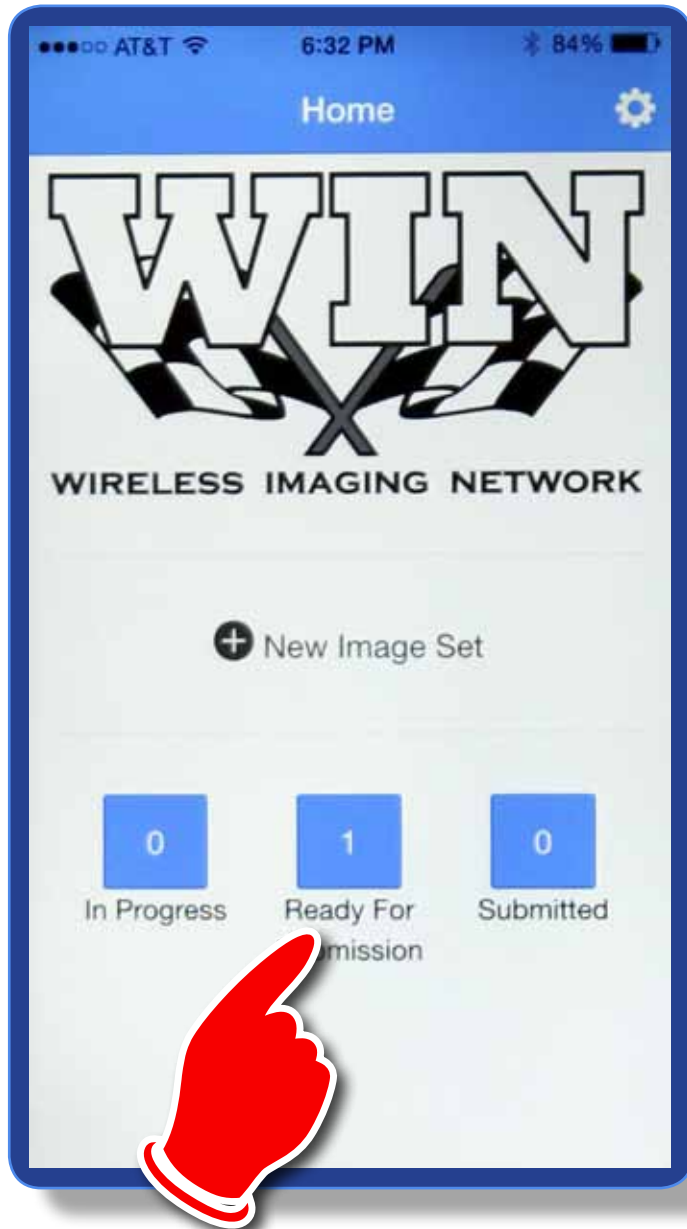 AT&T 6:32 PM 84%
Home
WIN
WIRELESS IMAGING NETWORK
New Image Set
0 1 0
In Progress Ready For Submitted
mission